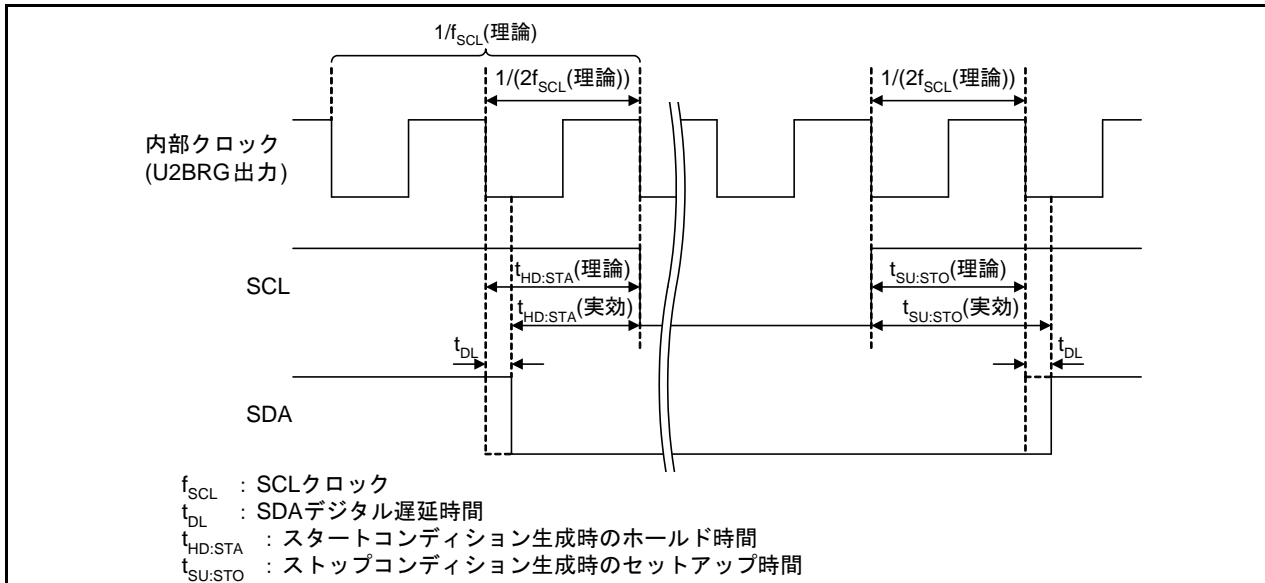 1/fSCL(理論)
1/(2fSCL(理論)) 1/(2fSCL(理論))
内部クロック
(U2BRG出力)
SCL
tHD:STA(理論) tSU:STO(理論)
tHD:STA(実効) tSU:STO(実効)
tDL tDL
SDA
fSCL : SCLクロック
tDL : SDAデジタル遅延時間
tHD:STA : スタートコンディション生成時のホールド時間
tSU:STO : ストップコンディション生成時のセットアップ時間